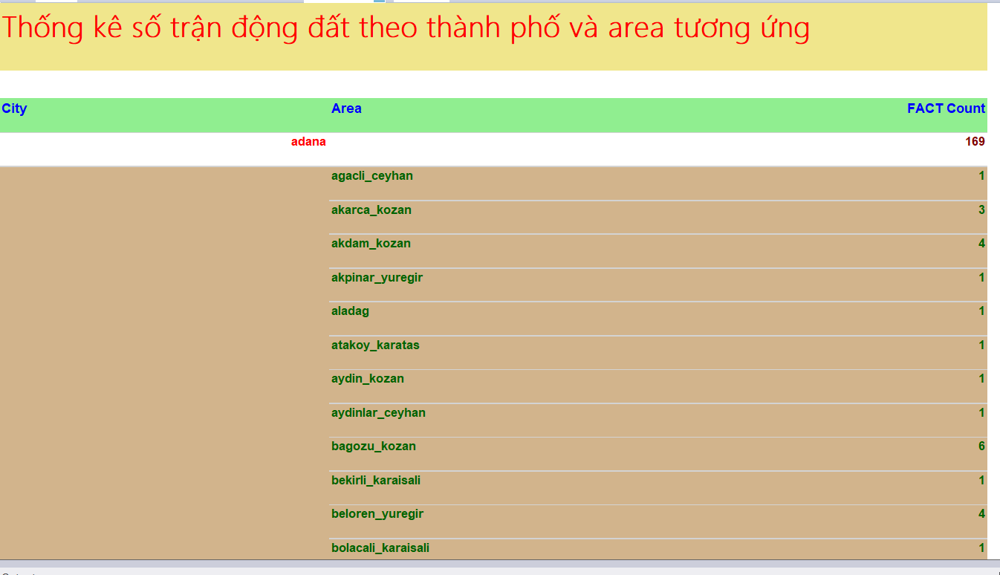 Thống kê số trận động đất theo thành phố và area tương ứng
City Area FACT Count
adana 169
agacli_ceyhan 1
akarca_kozan 3
akdam_kozan 4
akpinar_yuregir 1
aladag 1
atakoy_karatas 1
aydin_kozan 1
aydinlar_ceyhan 1
bagozu_kozan 6
bekirli_karaisali 1
beloren_yuregir 4
bolacali_karaisali 1